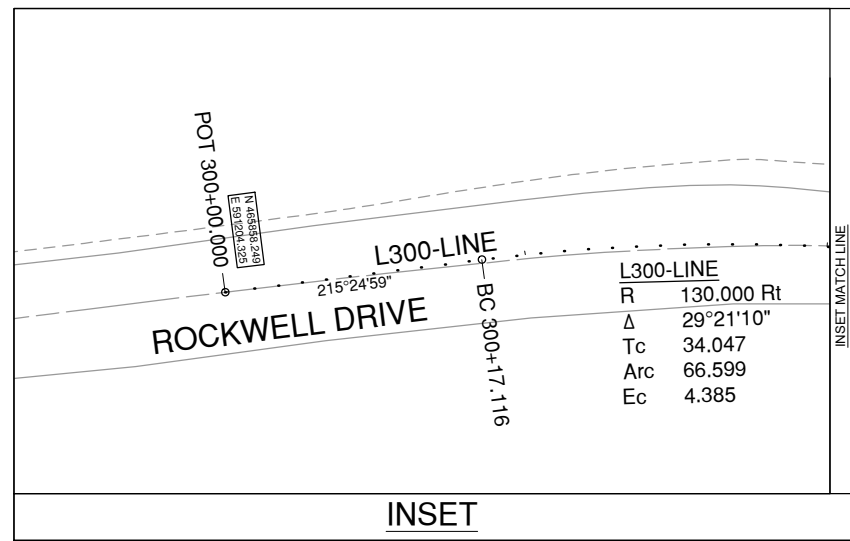 POT 300+00.000
N 465858.249
E 591204.325
L300-LINE
215°24'59"
ROCKWELL DRIVE
BC 300+17.116
L300-LINE
R 130.000 Rt
Δ 29°21'10"
Tc 34.047
Arc 66.599
Ec 4.385
INSET MATCH LINE
INSET